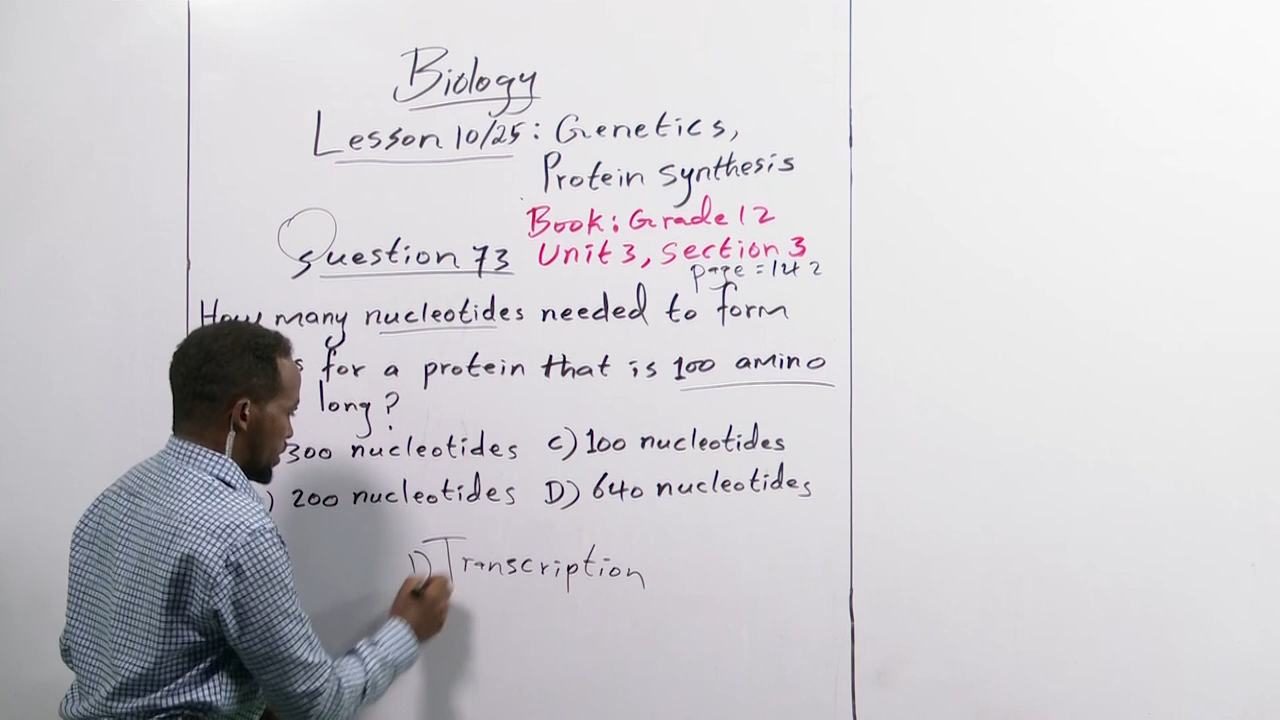 Biology
Lesson 10/25: Genetics,
Protein synthesis
Book: Grade 12
Question 73 Unit 3, Section 3
page = 142
How many nucleotides needed to form
for a protein that is 100 amino
long?
300 nucleotides C) 100 nucleotides
) 200 nucleotides D) 640 nucleotides
1) Transcription